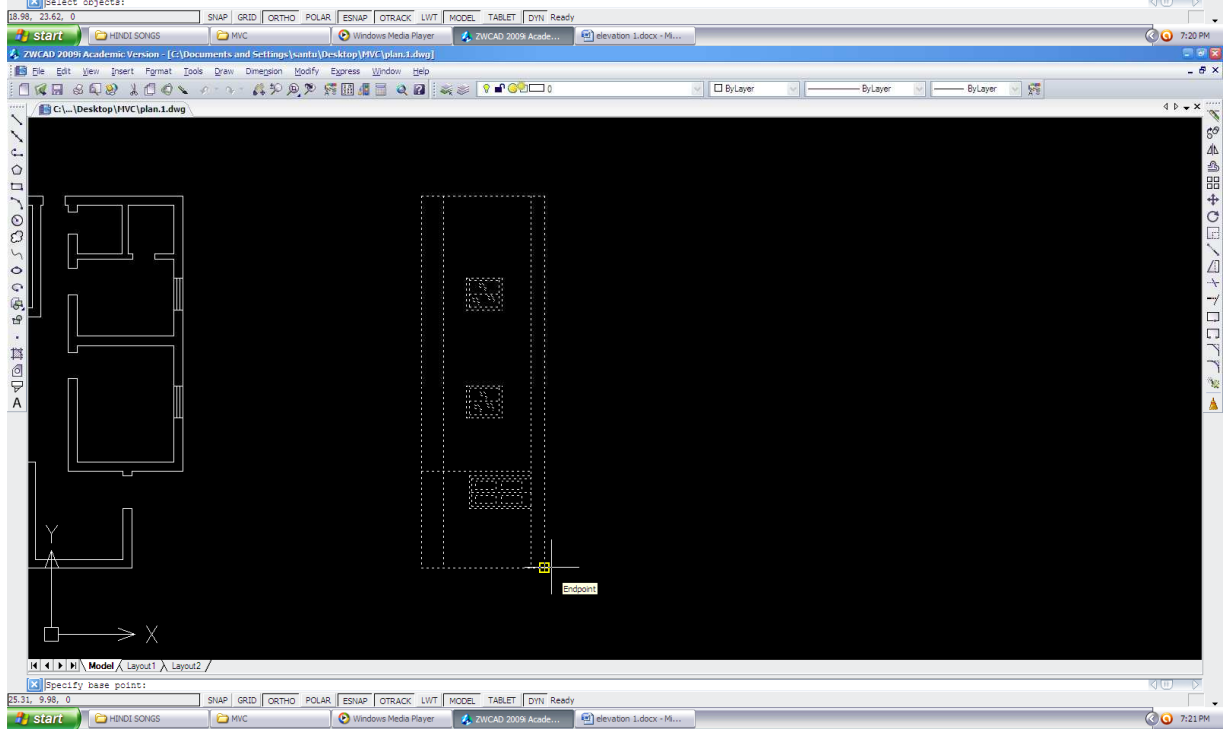 Select objects:
18.98, 23.62, 0 SNAP GRID ORTHO POLAR ESNAP OTRACK LWT MODEL TABLET DYN Ready
start HINDI SONGS MVC Windows Media Player ZWCAD 2009i Acade... elevation 1.docx - Mi... 7:20 PM
ZWCAD 2009i Academic Version - [C:\Documents and Settings\santu\Desktop\MVC\plan.1.dwg]
File Edit View Insert Format Tools Draw Dimension Modify Express Window Help
0 ByLayer ByLayer ByLayer
C:\...\Desktop\MVC\plan.1.dwg
A
Y
Endpoint
X
Model Layout1 Layout2
Specify base point:
25.31, 9.98, 0 SNAP GRID ORTHO POLAR ESNAP OTRACK LWT MODEL TABLET DYN Ready
start HINDI SONGS MVC Windows Media Player ZWCAD 2009i Acade... elevation 1.docx - Mi... 7:21 PM